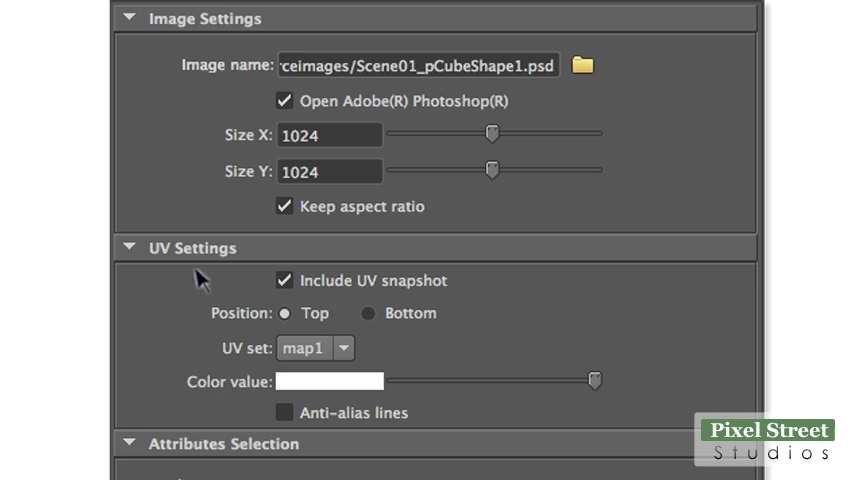 Image Settings
Image name: rceimages/Scene01_pCubeShape1.psd
Open Adobe(R) Photoshop(R)
Size X: 1024
Size Y: 1024
Keep aspect ratio
UV Settings
Include UV snapshot
Position: Top Bottom
UV set: map1
Color value:
Anti-alias lines
Attributes Selection
Pixel Street
Studios